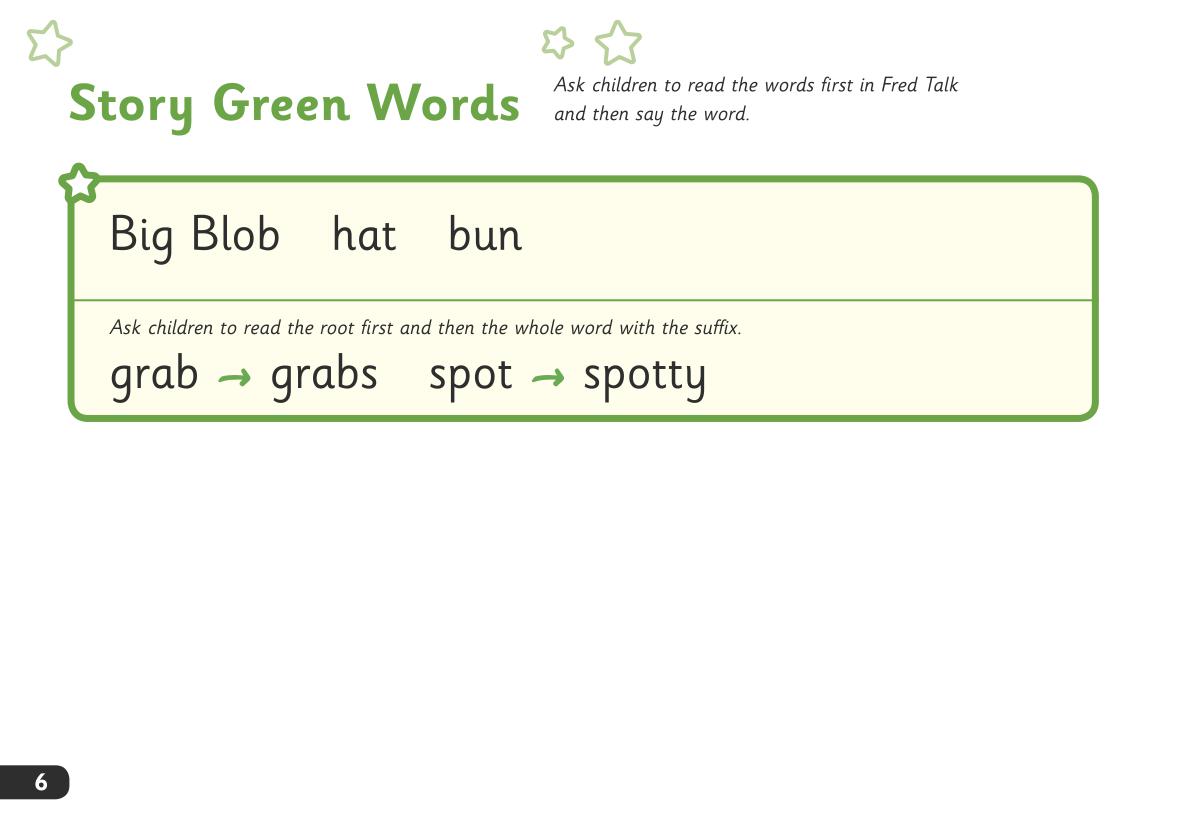 Story Green Words
Ask children to read the words first in Fred Talk
and then say the word.
Big Blob hat bun
Ask children to read the root first and then the whole word with the suffix.
grab → grabs spot → spotty
6